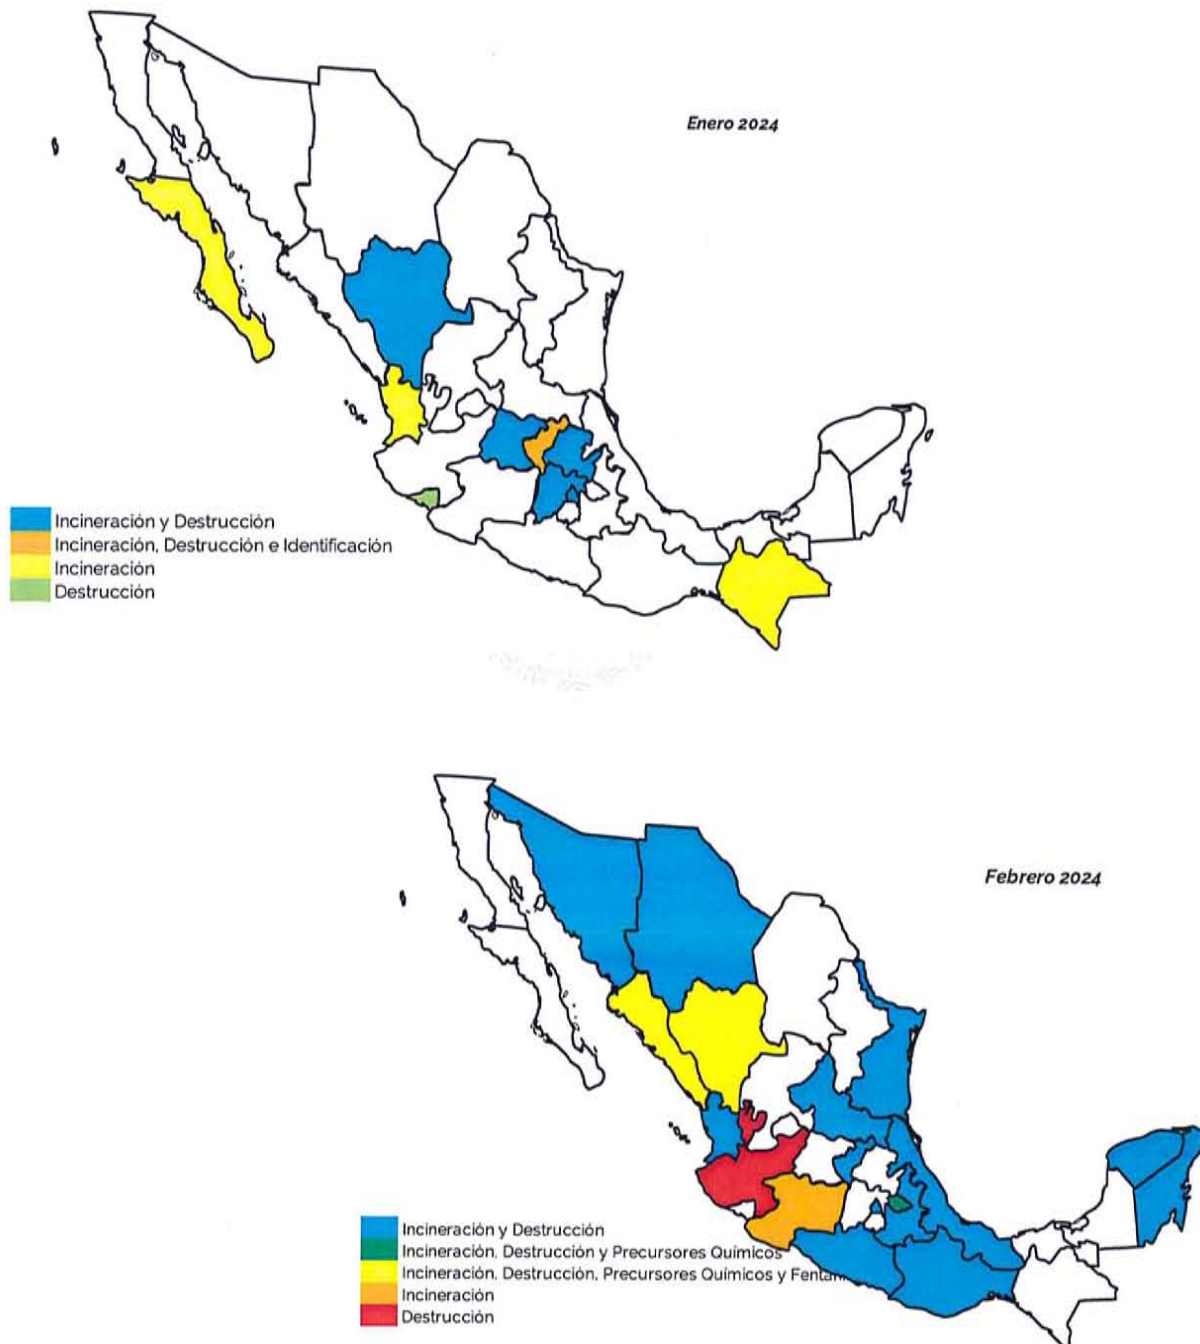 Enero 2024
Incineración y Destrucción
Incineración, Destrucción e Identificación
Incineración
Destrucción
Febrero 2024
Incineración y Destrucción
Incineración, Destrucción y Precursores Químicos
Incineración, Destrucción, Precursores Químicos y
Incineración
Destrucción